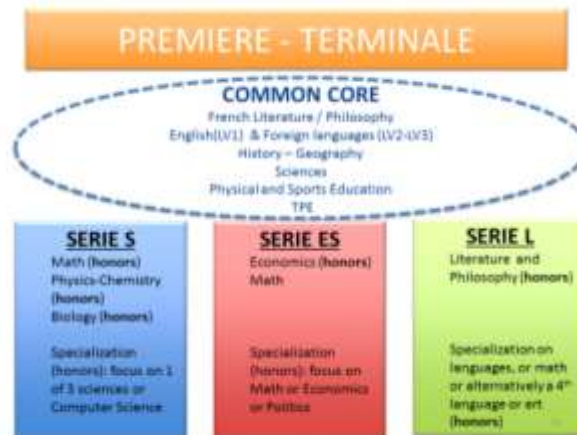 PREMIERE - TERMINALE
COMMON CORE
French Literature / Philosophy
English(LV1) & Foreign languages (LV2-LV3)
History – Geography
Sciences
Physical and Sports Education
TPE
SERIE S
Math (honors)
Physics-Chemistry
(honors)
Biology (honors)
Specialization
(honors): focus on 1
of 3 sciences or
Computer Science
SERIE ES
Economics (honors)
Math
Specialization
(honors): focus on
Math or Economics
or Politics
SERIE L
Literature and
Philosophy (honors)
Specialization on
languages, or math
or alternatively a 4th
language or art
(honors)